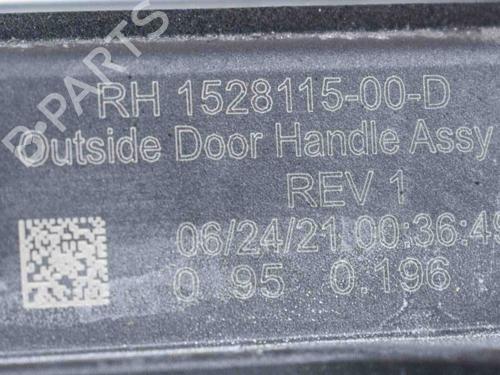 B-PARTS
RH 1528115-00-D
Outside Door Handle Assy
REV 1
06/24/21 00:36:49
0 95 0.196